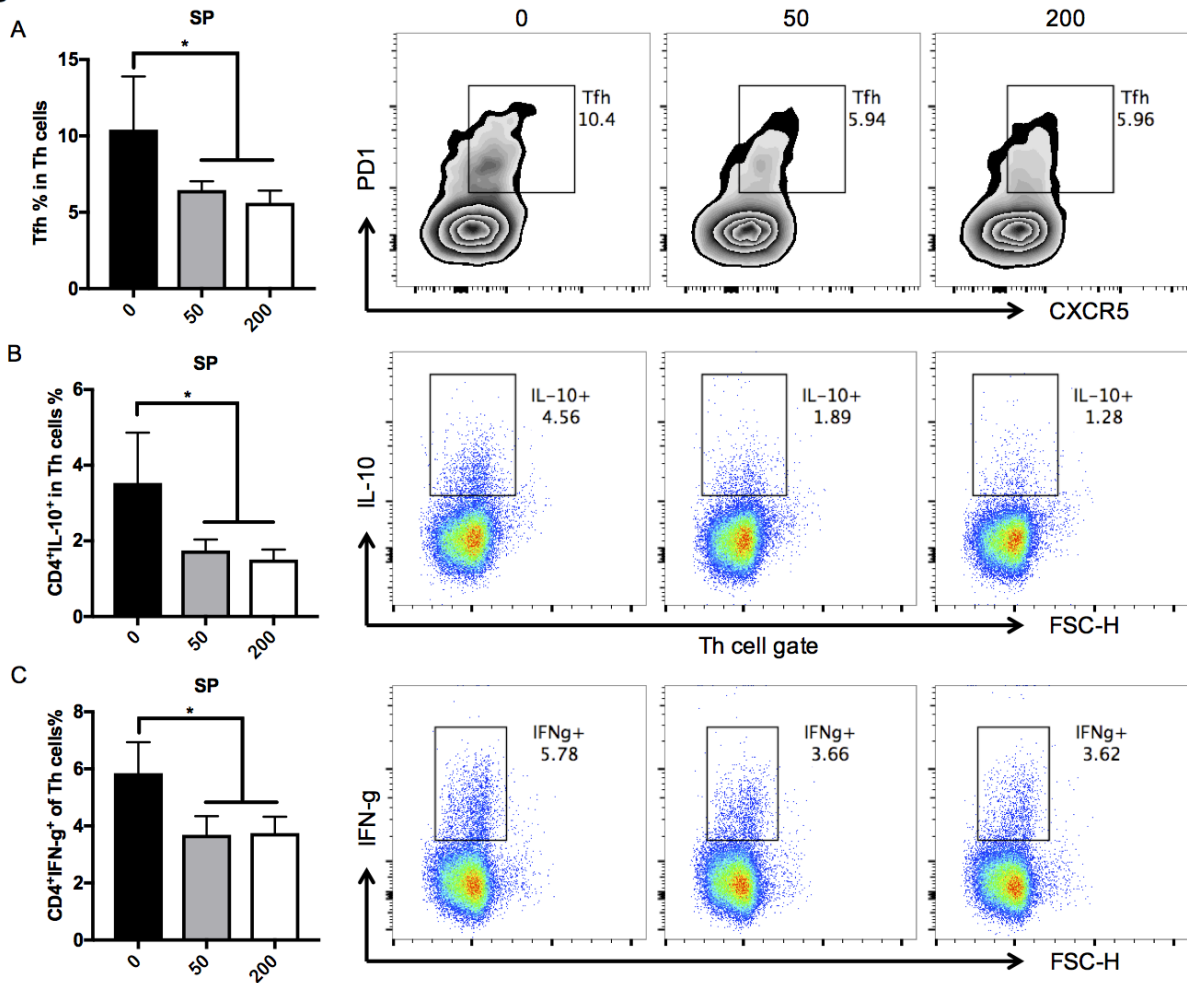 A
SP
*
15
10
5
0
Tfh % in Th cells
0
50
200
0
50
200
Tfh
10.4
Tfh
5.94
Tfh
5.96
PD1
CXCR5
B
SP
*
6
4
2
0
CD4⁺IL-10⁺ in Th cells %
0
50
200
IL-10+
4.56
IL-10+
1.89
IL-10+
1.28
IL-10
FSC-H
Th cell gate
C
SP
*
8
6
4
2
0
CD4⁺IFN-g⁺ of Th cells%
0
50
200
IFNg+
5.78
IFNg+
3.66
IFNg+
3.62
IFN-g
FSC-H